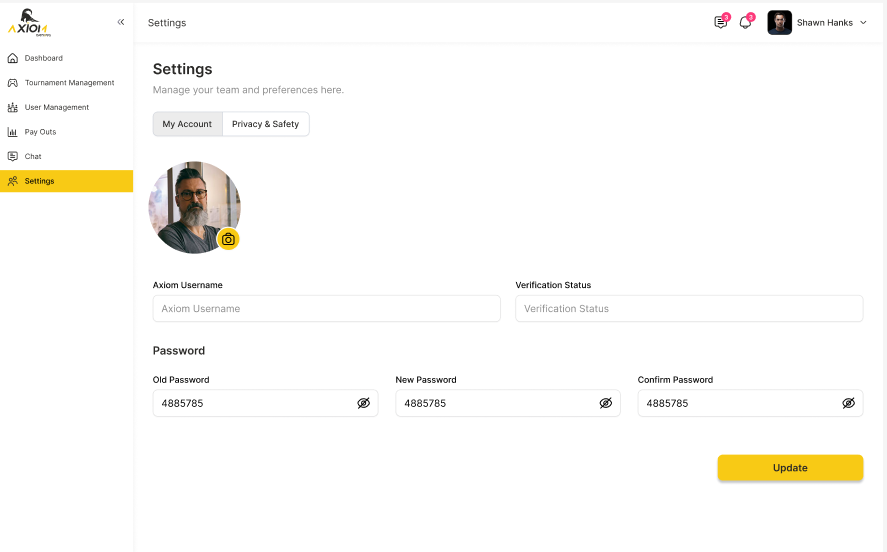 AXIOM
Settings
3
Shawn Hanks
Dashboard
Tournament Management
User Management
Pay Outs
Chat
Settings
Settings
Manage your team and preferences here.
My Account
Privacy & Safety
Axiom Username
Verification Status
Axiom Username
Verification Status
Password
Old Password
New Password
Confirm Password
4885785
4885785
4885785
Update